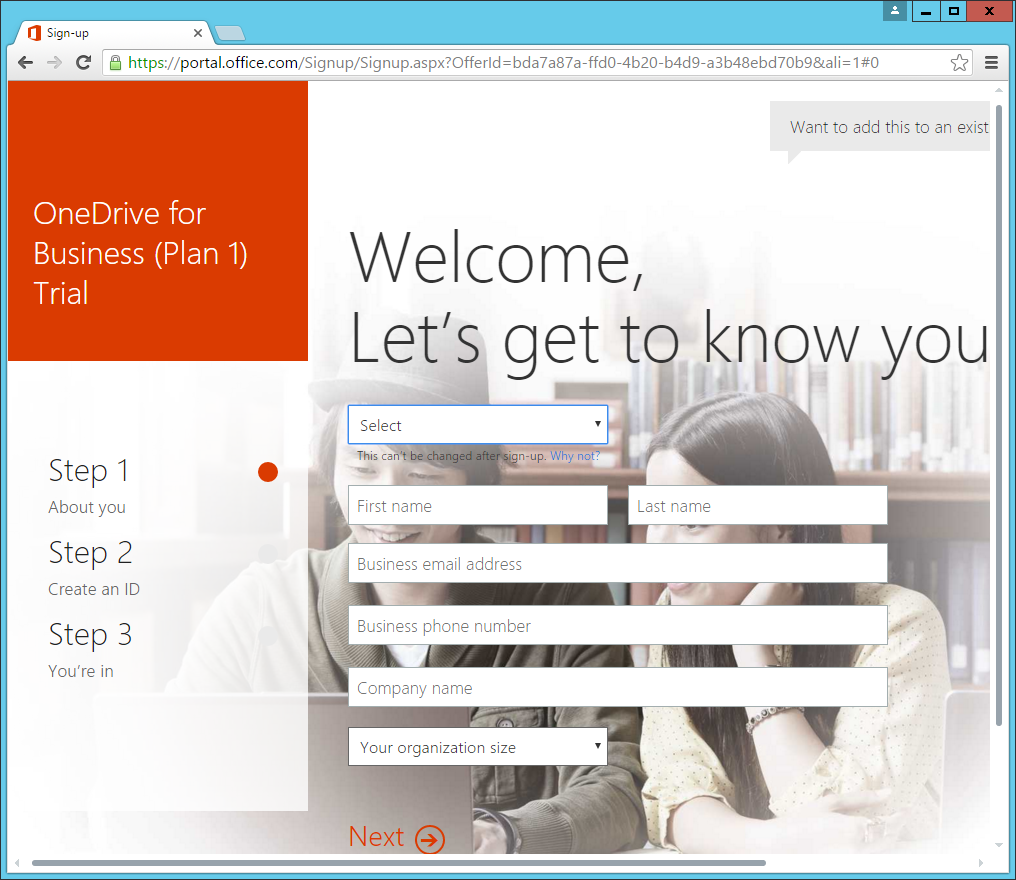 Sign-up
https://portal.office.com/Signup/Signup.aspx?OfferId=bda7a87a-ffd0-4b20-b4d9-a3b48ebd70b9&ali=1#0
Want to add this to an exist
OneDrive for
Business (Plan 1)
Trial
Welcome,
Let's get to know you
Step 1
About you
Step 2
Create an ID
Step 3
You're in
Select
This can't be changed after sign-up. Why not?
First name
Last name
Business email address
Business phone number
Company name
Your organization size
Next